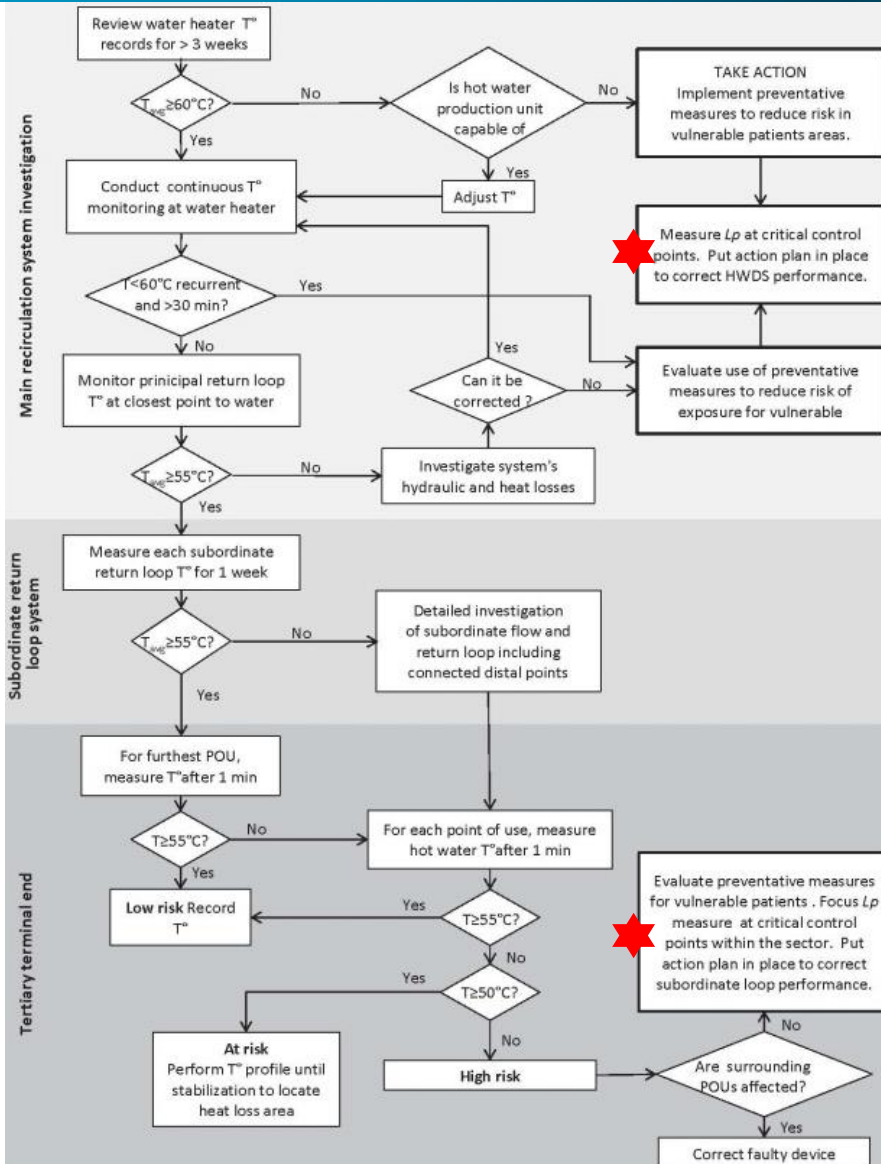 Main recirculation system investigation
Review water heater T°
records for > 3 weeks
Tavg≥60°C?
No
Yes
Is hot water
production unit
capable of
No
Yes
Adjust T°
TAKE ACTION
Implement preventative
measures to reduce risk in
vulnerable patients areas.
Conduct continuous T°
monitoring at water heater
Measure Lp at critical control
points. Put action plan in place
to correct HWDS performance.
T<60°C recurrent
and >30 min?
Yes
No
Monitor prinicipal return loop
T° at closest point to water
Yes
Can it be
corrected ?
No
Evaluate use of preventative
measures to reduce risk of
exposure for vulnerable
Tavg≥55°C?
No
Yes
Investigate system's
hydraulic and heat losses
Subordinate return
loop system
Measure each subordinate
return loop T° for 1 week
Tavg≥55°C?
No
Yes
Detailed investigation
of subordinate flow and
return loop including
connected distal points
Tertiary terminal end
For furthest POU,
measure T°after 1 min
T≥55°C?
No
Yes
For each point of use, measure
hot water T°after 1 min
Low risk Record
T°
Yes
T≥55°C?
No
Yes
T≥50°C?
No
At risk
Perform T° profile until
stabilization to locate
heat loss area
High risk
Evaluate preventative measures
for vulnerable patients . Focus Lp
measure at critical control
points within the sector. Put
action plan in place to correct
subordinate loop performance.
No
Are surrounding
POUs affected?
Yes
Correct faulty device